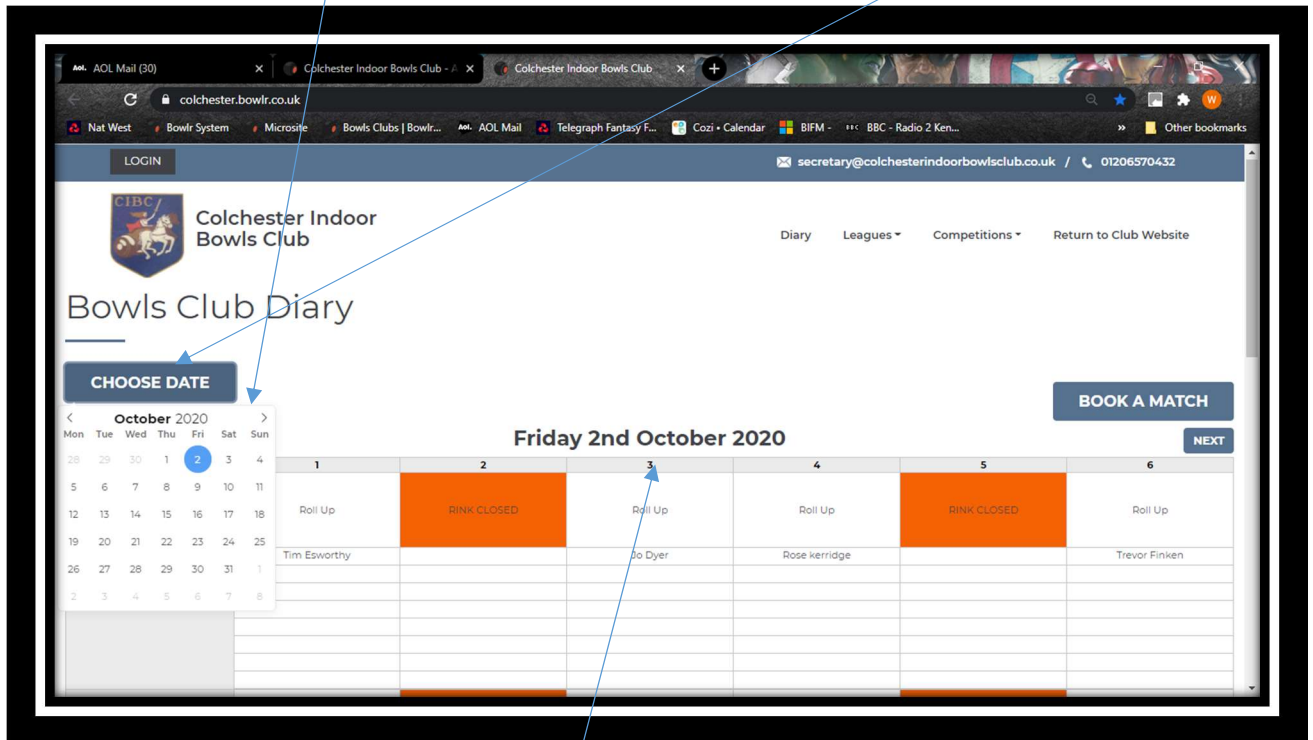 Aol. AOL Mail (30)
Colchester Indoor Bowls Club - A
Colchester Indoor Bowls Club
colchester.bowlr.co.uk
W
Nat West Bowlr System Microsite Bowls Clubs | Bowlr... Aol. AOL Mail Telegraph Fantasy F... Cozi • Calendar BIFM - BBC BBC - Radio 2 Ken... » Other bookmarks
LOGIN secretary@colchesterindoorbowlsclub.co.uk / 01206570432
CIBC
Colchester Indoor
Bowls Club
Diary Leagues Competitions Return to Club Website
Bowls Club Diary
CHOOSE DATE
BOOK A MATCH
October 2020
Mon Tue Wed Thu Fri Sat Sun
28 29 30 1 2 3 4
5 6 7 8 9 10 11
12 13 14 15 16 17 18
19 20 21 22 23 24 25
26 27 28 29 30 31 1
2 3 4 5 6 7 8
Friday 2nd October 2020
NEXT
1 2 3 4 5 6
Roll Up RINK CLOSED Roll Up Roll Up RINK CLOSED Roll Up
Tim Esworthy Jo Dyer Rose kerridge Trevor Finken